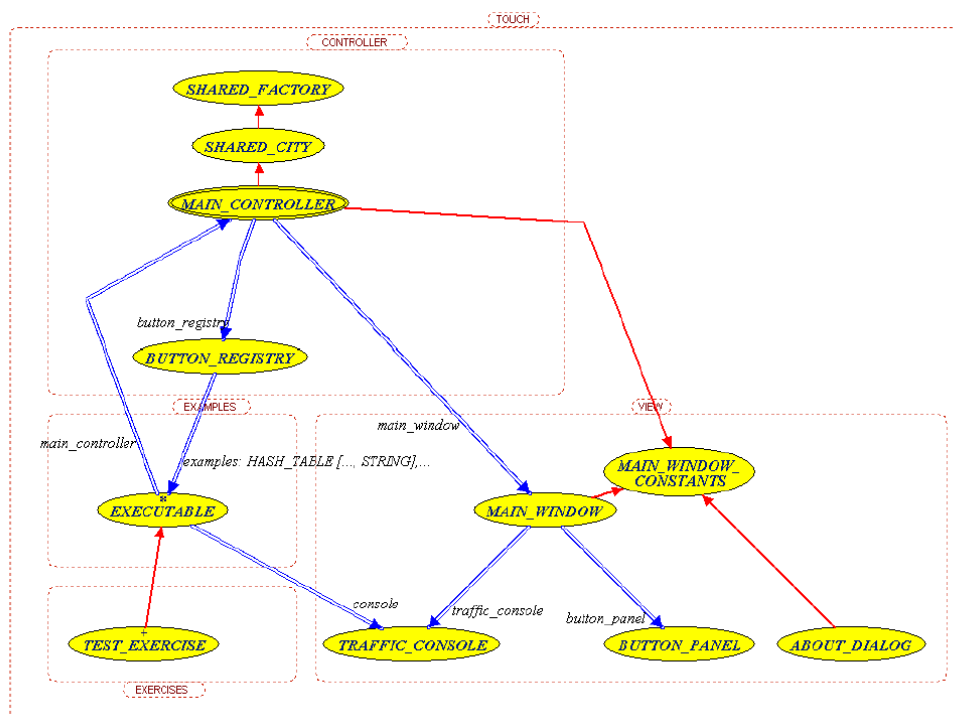 TOUCH
CONTROLLER
SHARED_FACTORY
SHARED_CITY
MAIN_CONTROLLER
button_registry
BUTTON_REGISTRY
EXAMPLES
VIEW
main_window
main_controller
examples: HASH_TABLE [..., STRING],...
MAIN_WINDOW_
CONSTANTS
*
EXECUTABLE
MAIN_WINDOW
console
traffic_console
button_panel
+
TEST_EXERCISE
TRAFFIC_CONSOLE
BUTTON_PANEL
ABOUT_DIALOG
EXERCISES